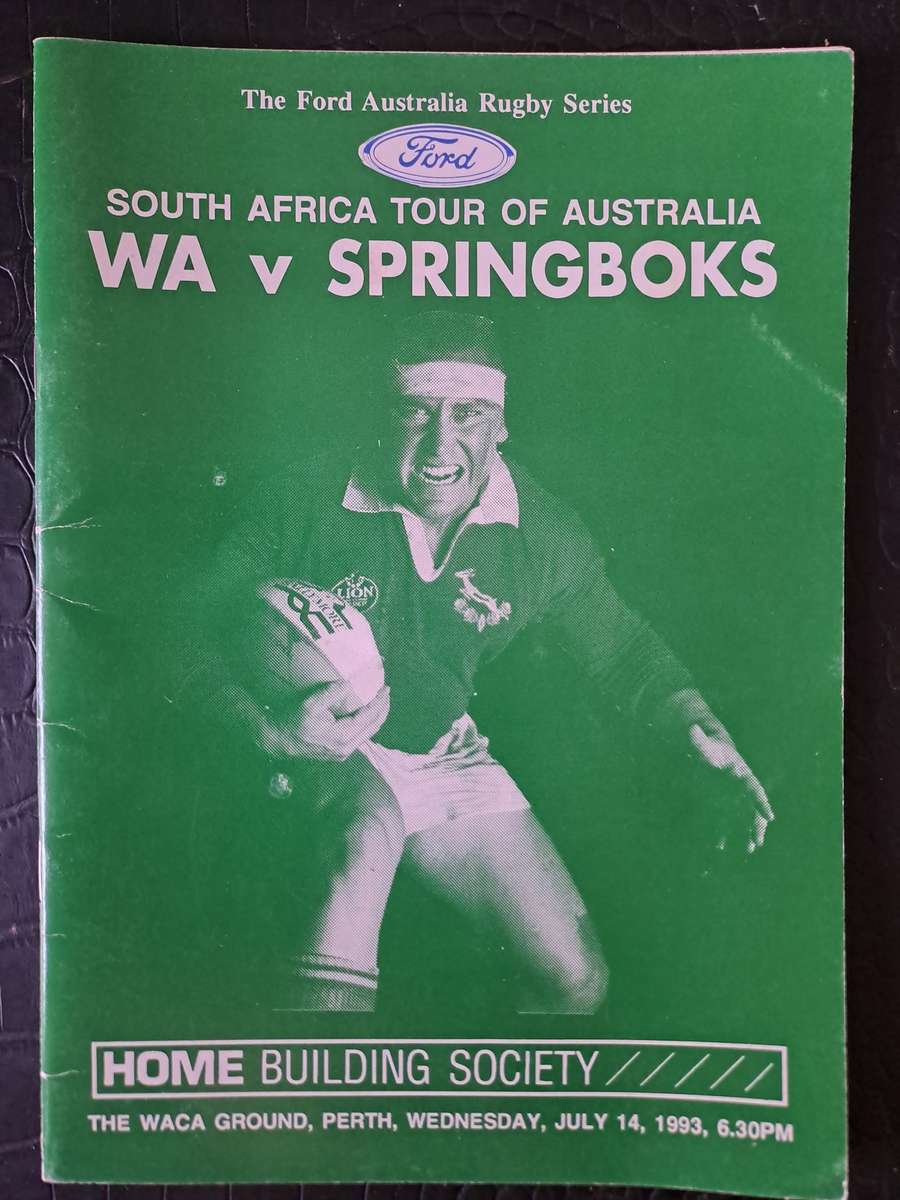 The Ford Australia Rugby Series
Ford
SOUTH AFRICA TOUR OF AUSTRALIA
WA v SPRINGBOKS
LION
HOME BUILDING SOCIETY
THE WACA GROUND, PERTH, WEDNESDAY, JULY 14, 1993, 6.30PM